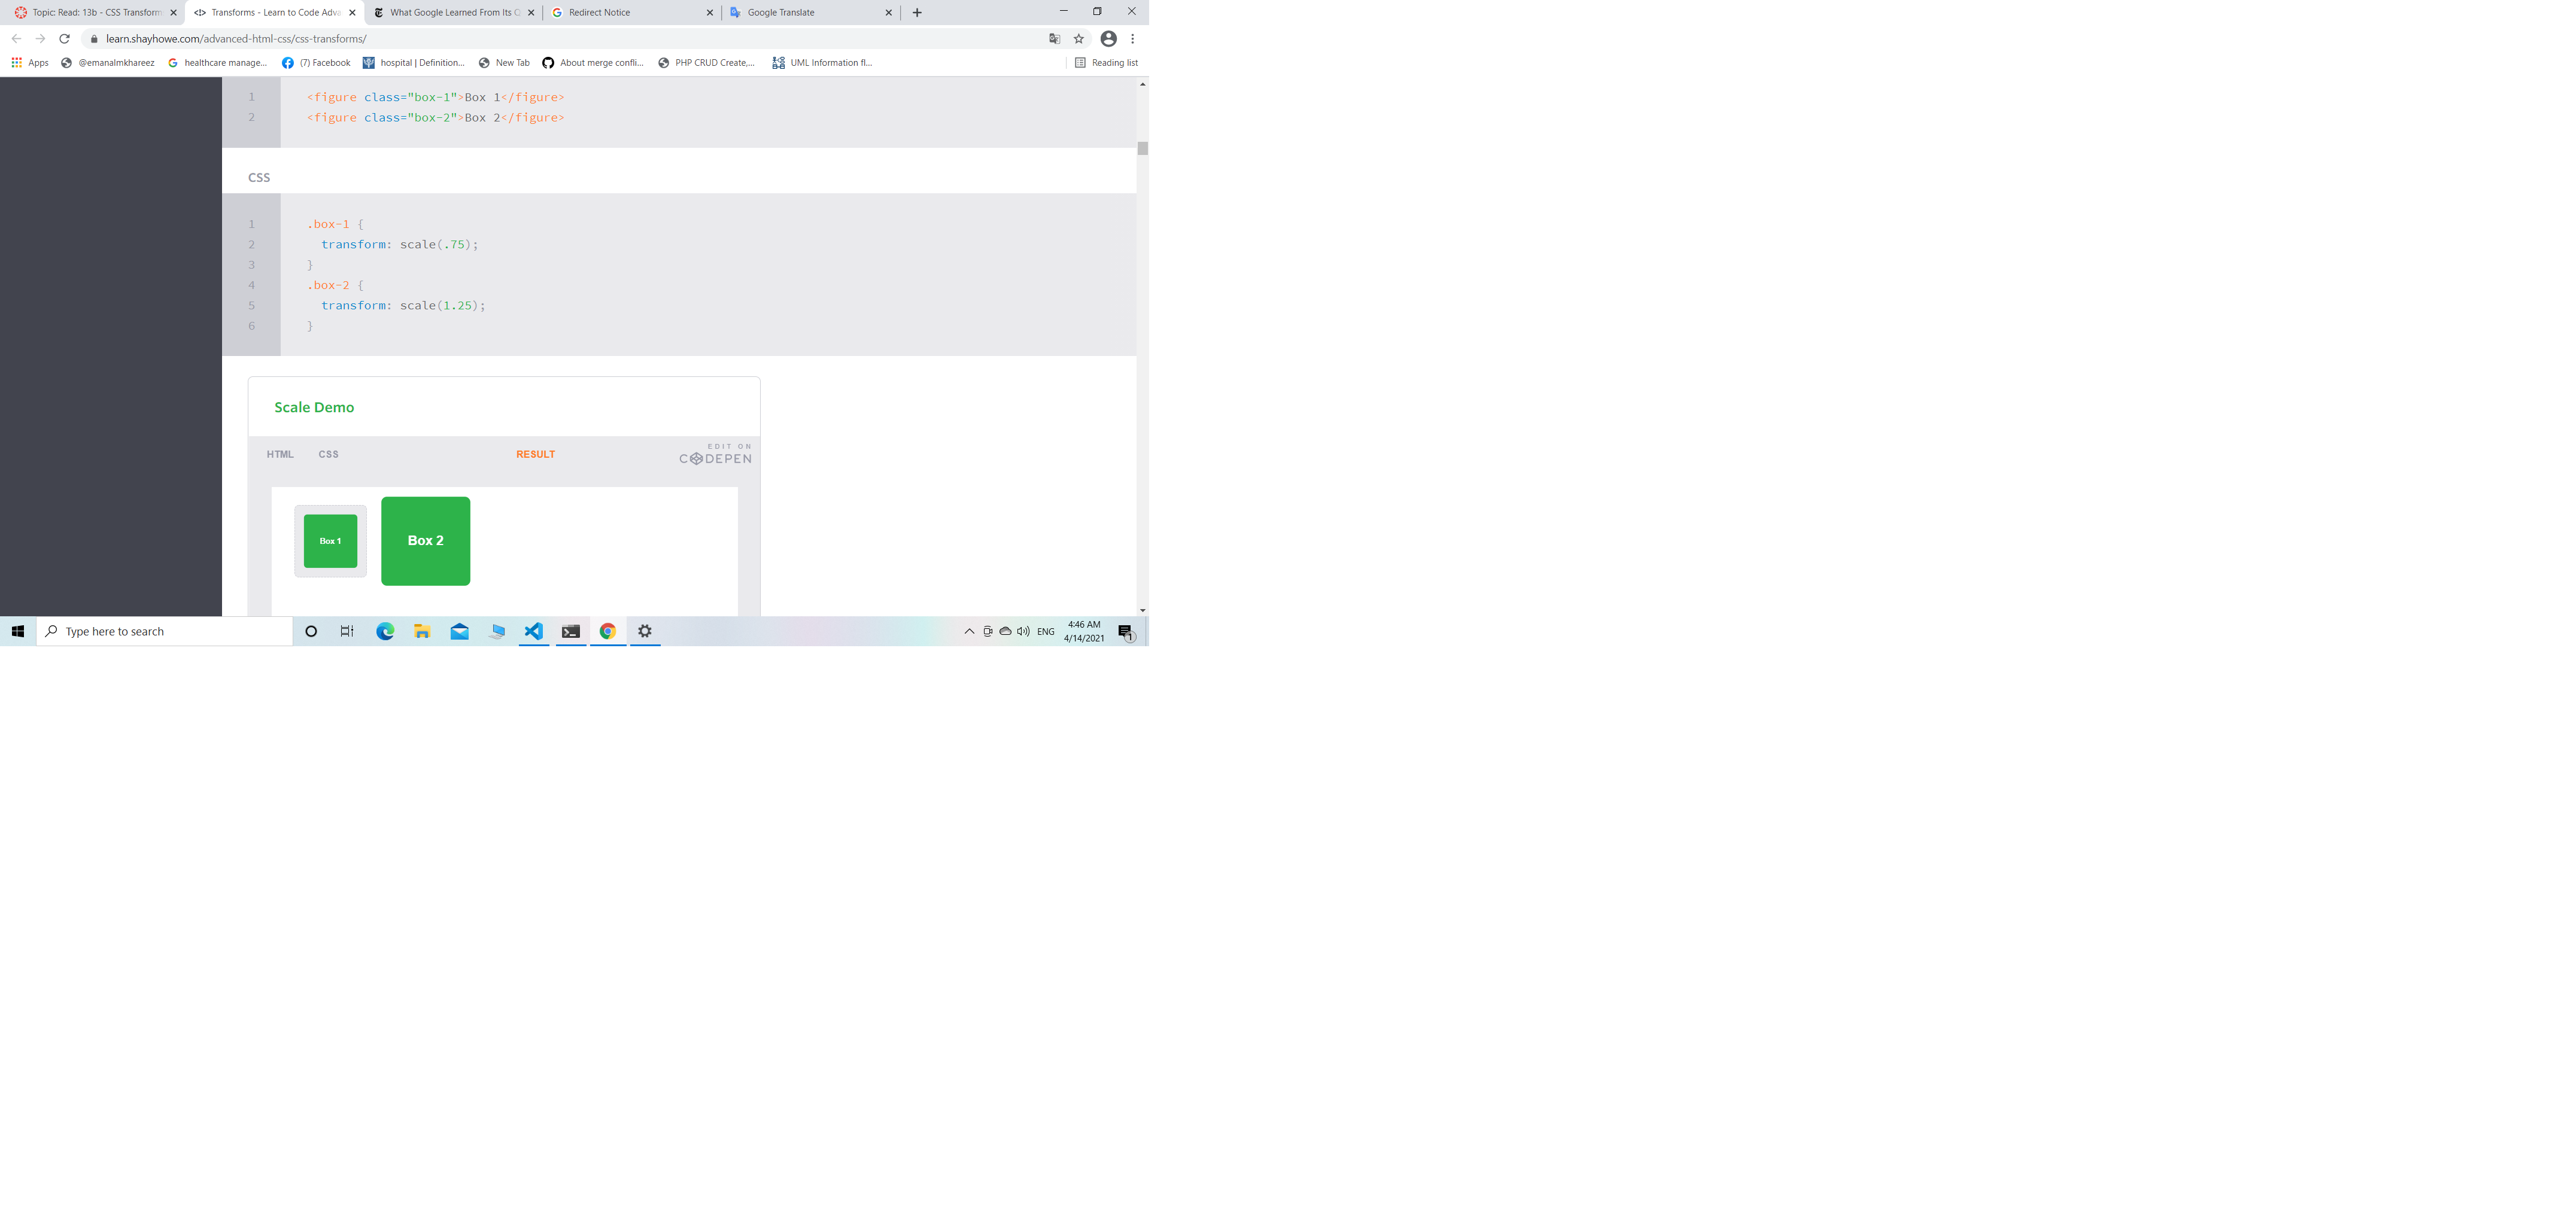 Topic: Read: 13b - CSS Transform
Transforms - Learn to Code Adva
What Google Learned From Its Q
Redirect Notice
Google Translate
learn.shayhowe.com/advanced-html-css/css-transforms/
Apps
@emanalmkhareez
healthcare manage...
(7) Facebook
hospital | Definition...
New Tab
About merge confli...
PHP CRUD Create,...
UML Information fl...
Reading list
1 <figure class="box-1">Box 1</figure>
2 <figure class="box-2">Box 2</figure>
CSS
1 .box-1 {
2 transform: scale(.75);
3 }
4 .box-2 {
5 transform: scale(1.25);
6 }
Scale Demo
HTML CSS RESULT
EDIT ON
CODEPEN
Box 1
Box 2
Type here to search
ENG
4:46 AM
4/14/2021
1